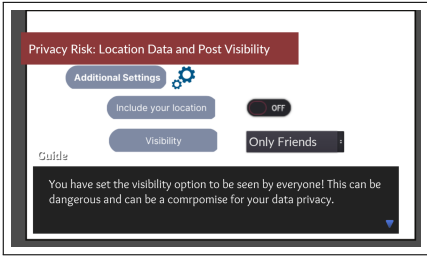 Privacy Risk: Location Data and Post Visibility
Additional Settings
Include your location OFF
Visibility Only Friends
Guide
You have set the visibility option to be seen by everyone! This can be
dangerous and can be a comrpomise for your data privacy.